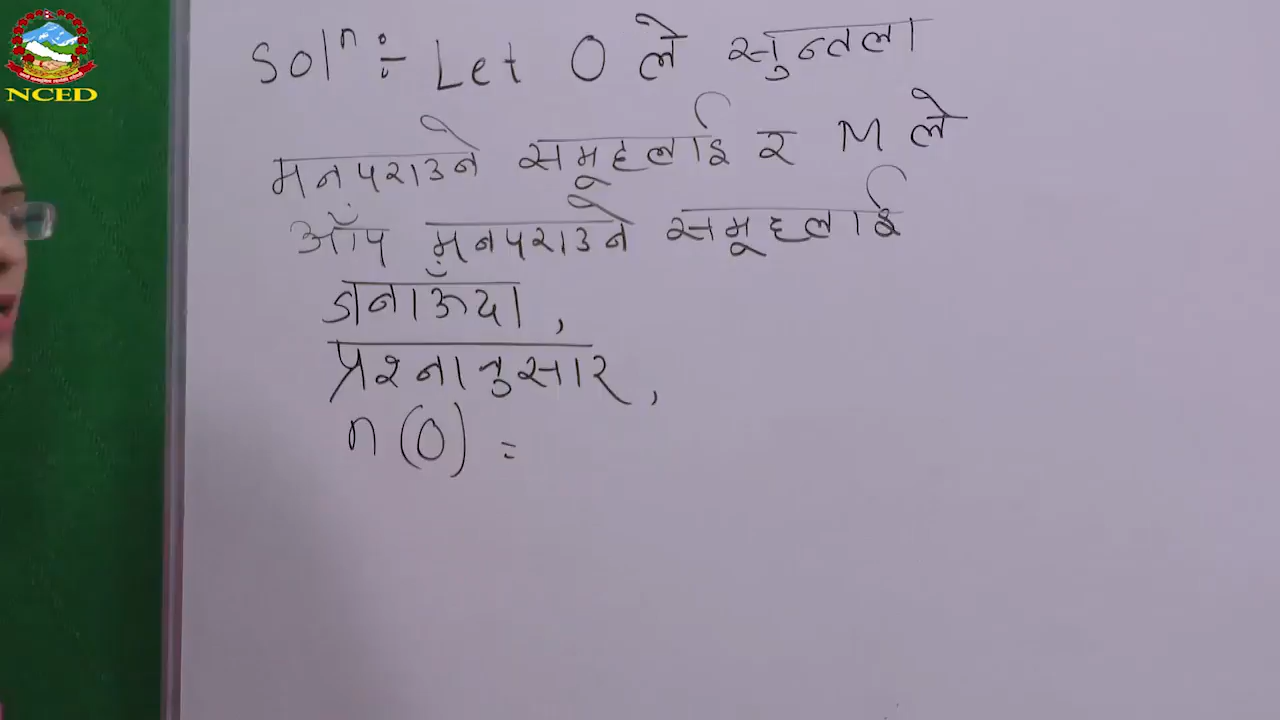 NCED
Solⁿ :- Let O ले सुन्तला
मनपराउने समूहलाई र M ले
आँप मनपराउने समूहलाई
जनाऊँदा,
प्रश्नानुसार,
n(O) =